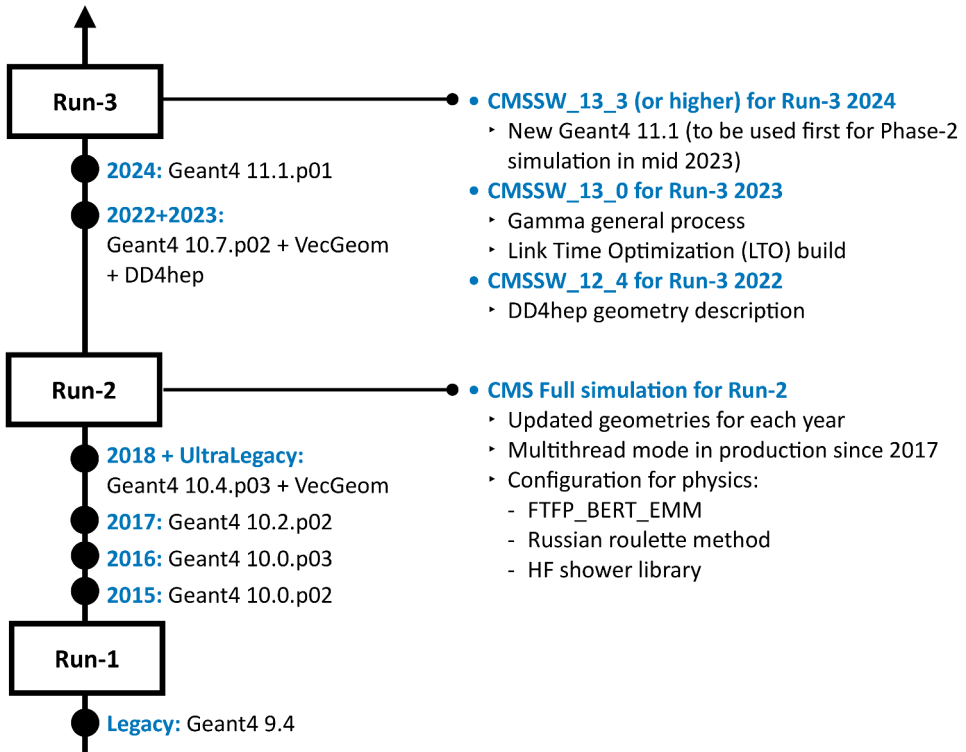 Run-3
2024: Geant4 11.1.p01
2022+2023:
Geant4 10.7.p02 + VecGeom
+ DD4hep
• CMSSW_13_3 (or higher) for Run-3 2024
‣ New Geant4 11.1 (to be used first for Phase-2
simulation in mid 2023)
• CMSSW_13_0 for Run-3 2023
‣ Gamma general process
‣ Link Time Optimization (LTO) build
• CMSSW_12_4 for Run-3 2022
‣ DD4hep geometry description
Run-2
2018 + UltraLegacy:
Geant4 10.4.p03 + VecGeom
2017: Geant4 10.2.p02
2016: Geant4 10.0.p03
2015: Geant4 10.0.p02
• CMS Full simulation for Run-2
‣ Updated geometries for each year
‣ Multithread mode in production since 2017
‣ Configuration for physics:
- FTFP_BERT_EMM
- Russian roulette method
- HF shower library
Run-1
Legacy: Geant4 9.4